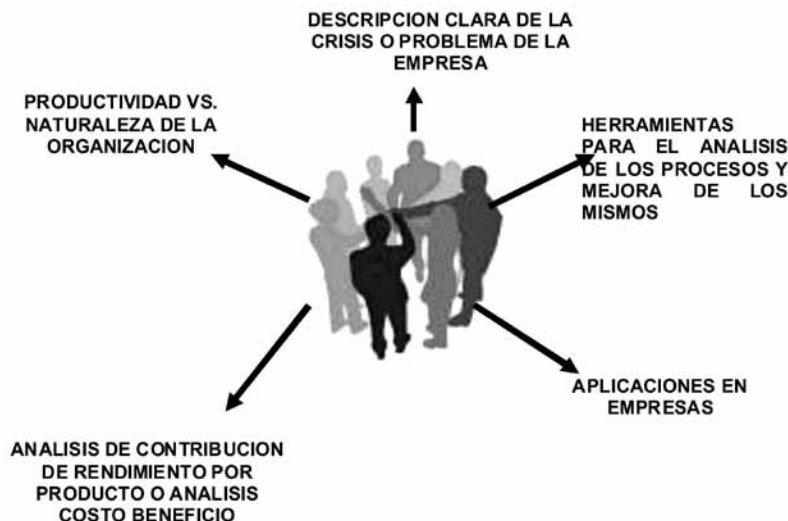 DESCRIPCION CLARA DE LA
CRISIS O PROBLEMA DE LA
EMPRESA
PRODUCTIVIDAD VS.
NATURALEZA DE LA
ORGANIZACION
HERRAMIENTAS
PARA EL ANALISIS
DE LOS PROCESOS Y
MEJORA DE LOS
MISMOS
APLICACIONES EN
EMPRESAS
ANALISIS DE CONTRIBUCION
DE RENDIMIENTO POR
PRODUCTO O ANALISIS
COSTO BENEFICIO